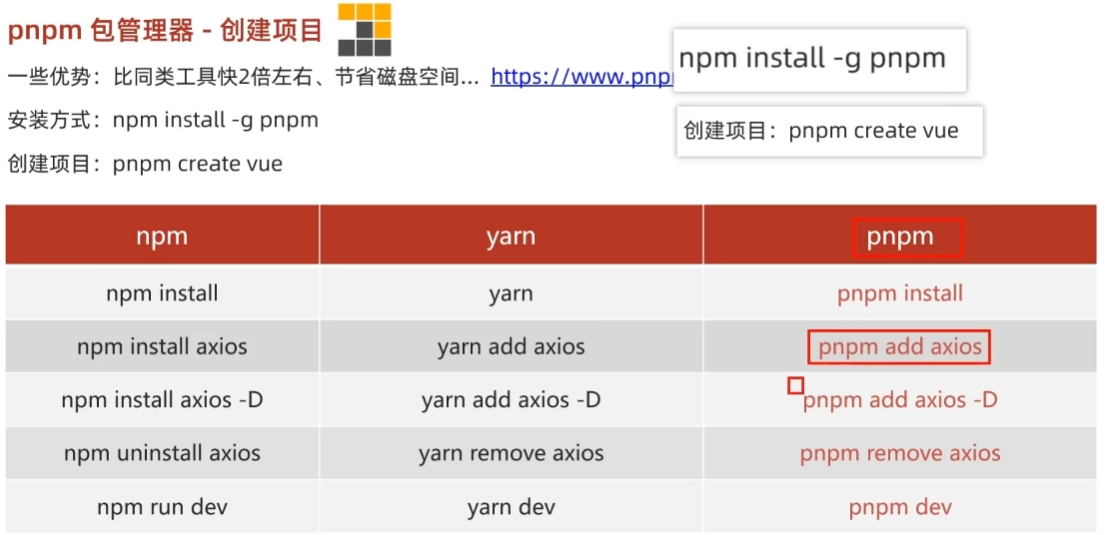 pnpm 包管理器 - 创建项目
一些优势：比同类工具快2倍左右、节省磁盘空间... https://www.pnp
npm install -g pnpm
安装方式：npm install -g pnpm
创建项目：pnpm create vue
创建项目：pnpm create vue
npm yarn pnpm
npm install yarn pnpm install
npm install axios yarn add axios pnpm add axios
npm install axios -D yarn add axios -D pnpm add axios -D
npm uninstall axios yarn remove axios pnpm remove axios
npm run dev yarn dev pnpm dev